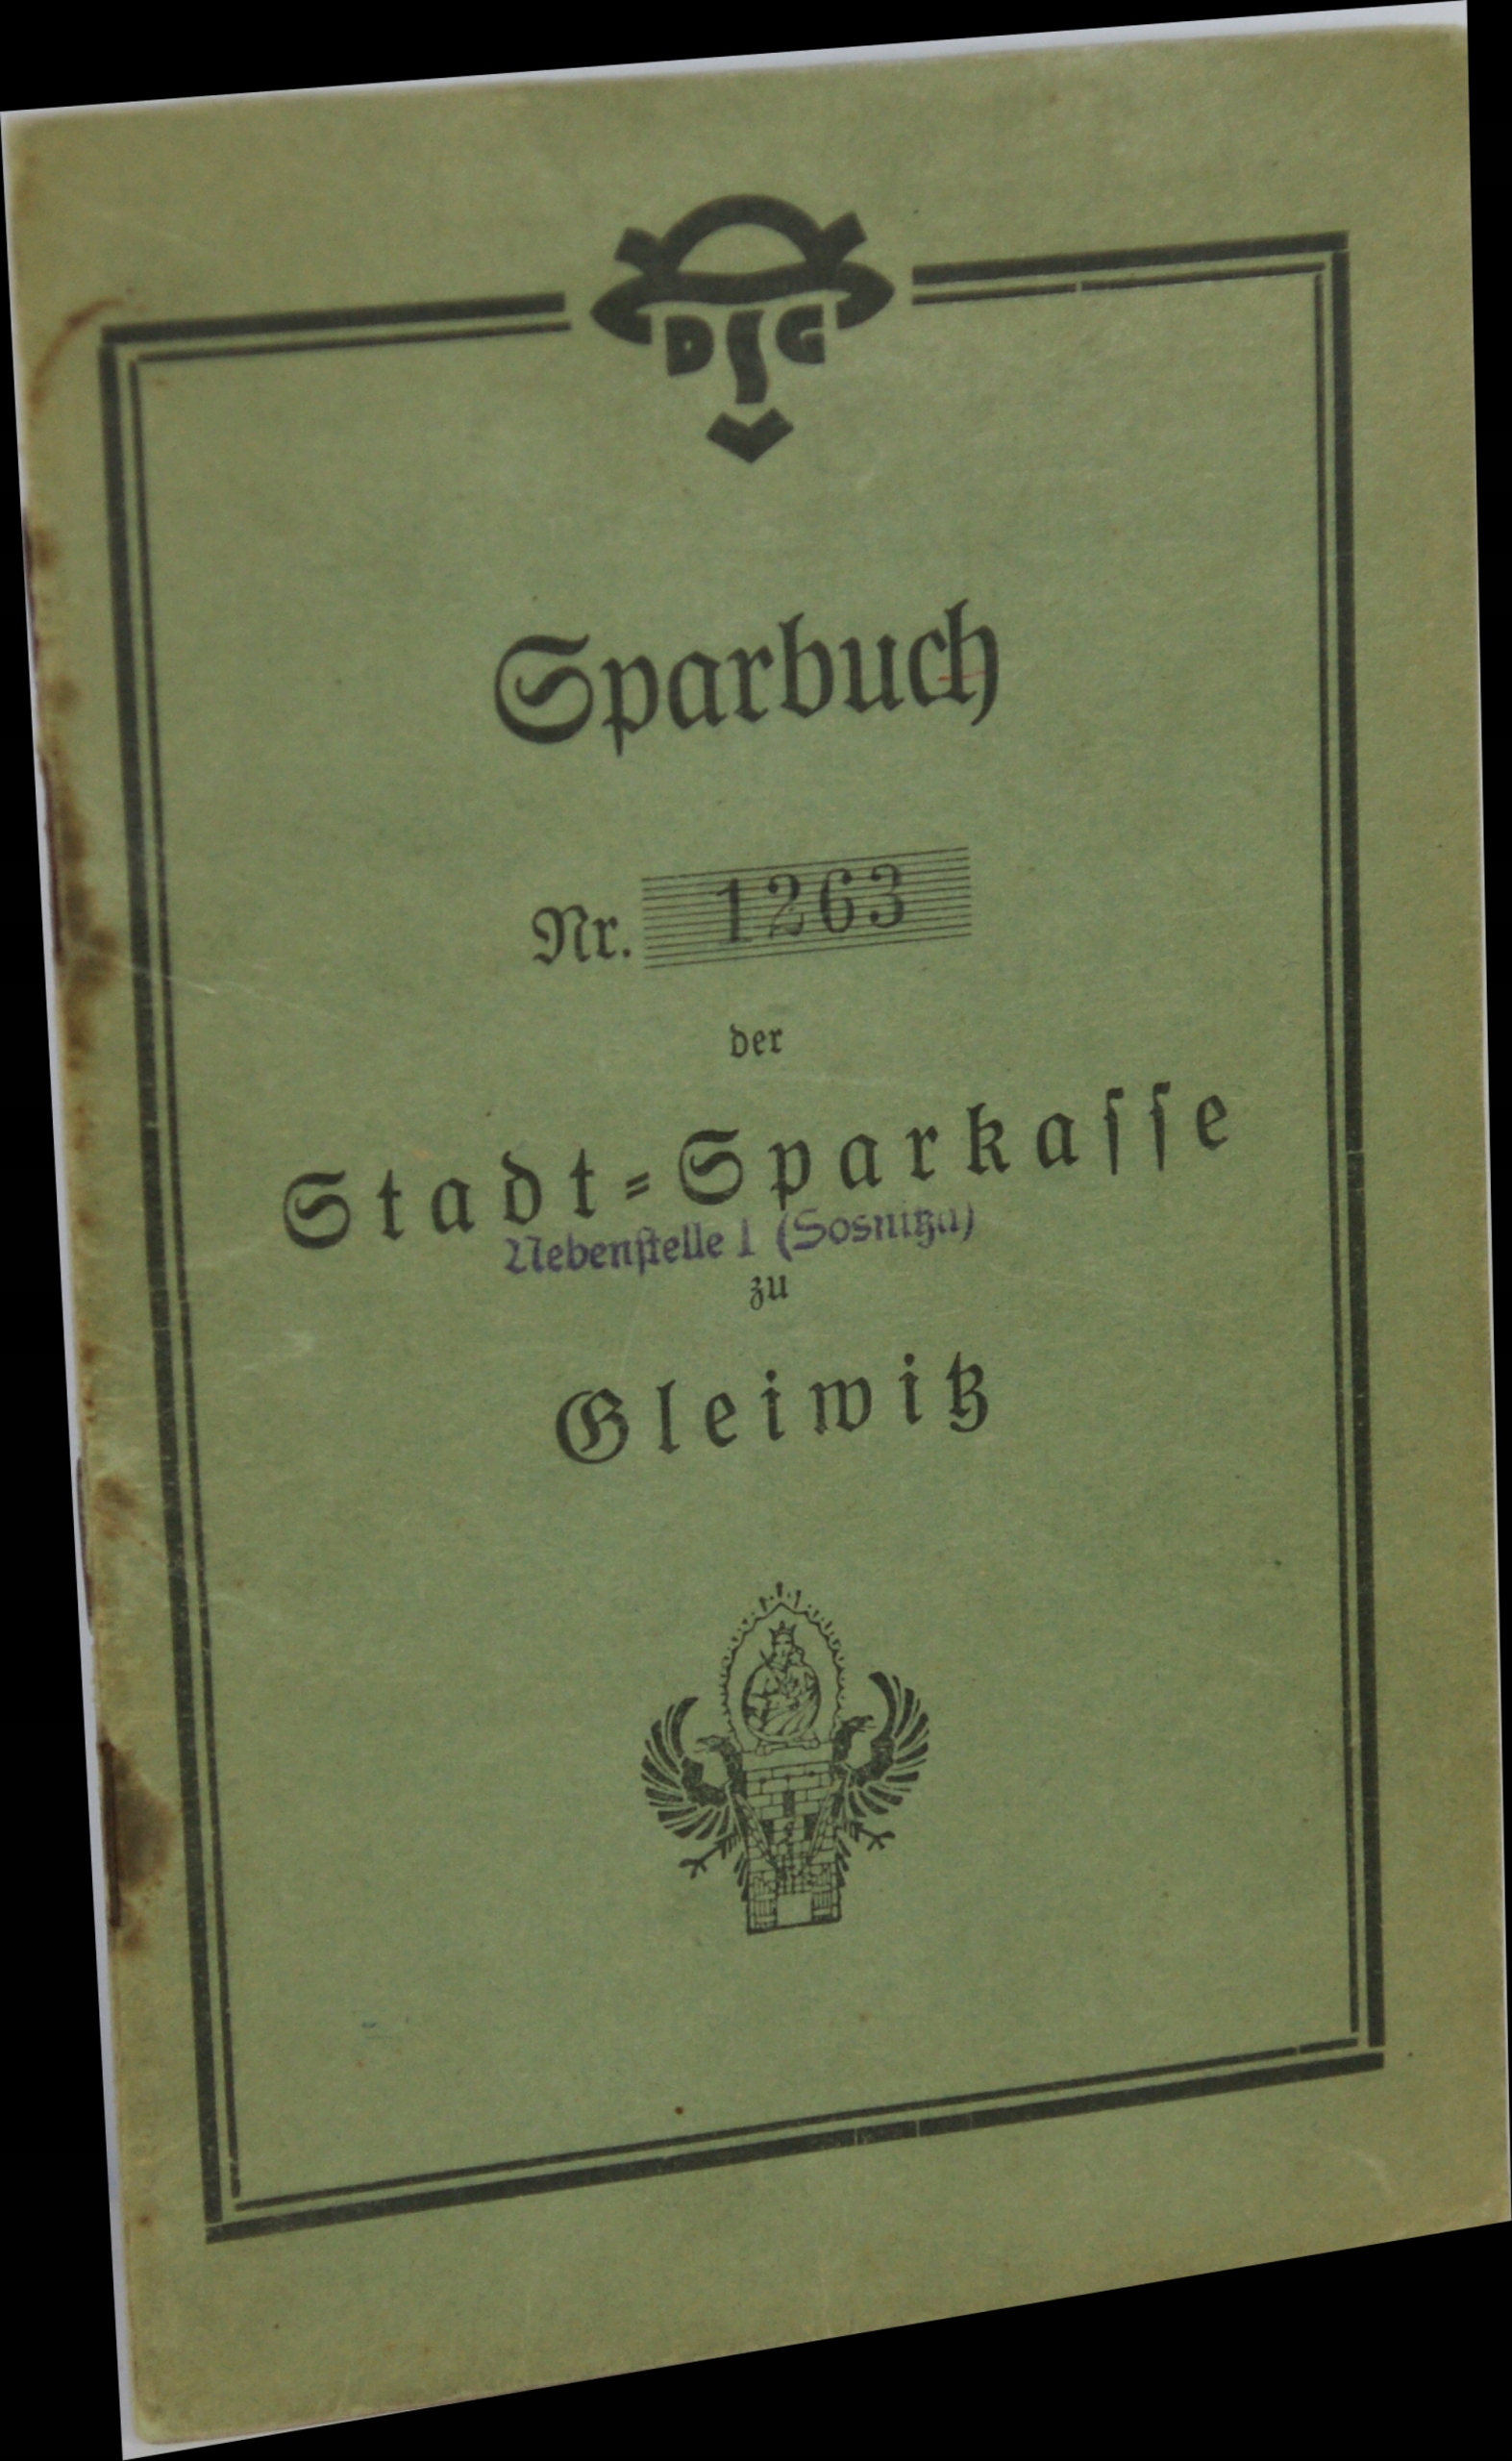 DSG
Sparbuch
Nr. 1263
der
Stadt=Sparkasse
Nebenstelle 1 (Sosnitza)
zu
Gleiwitz